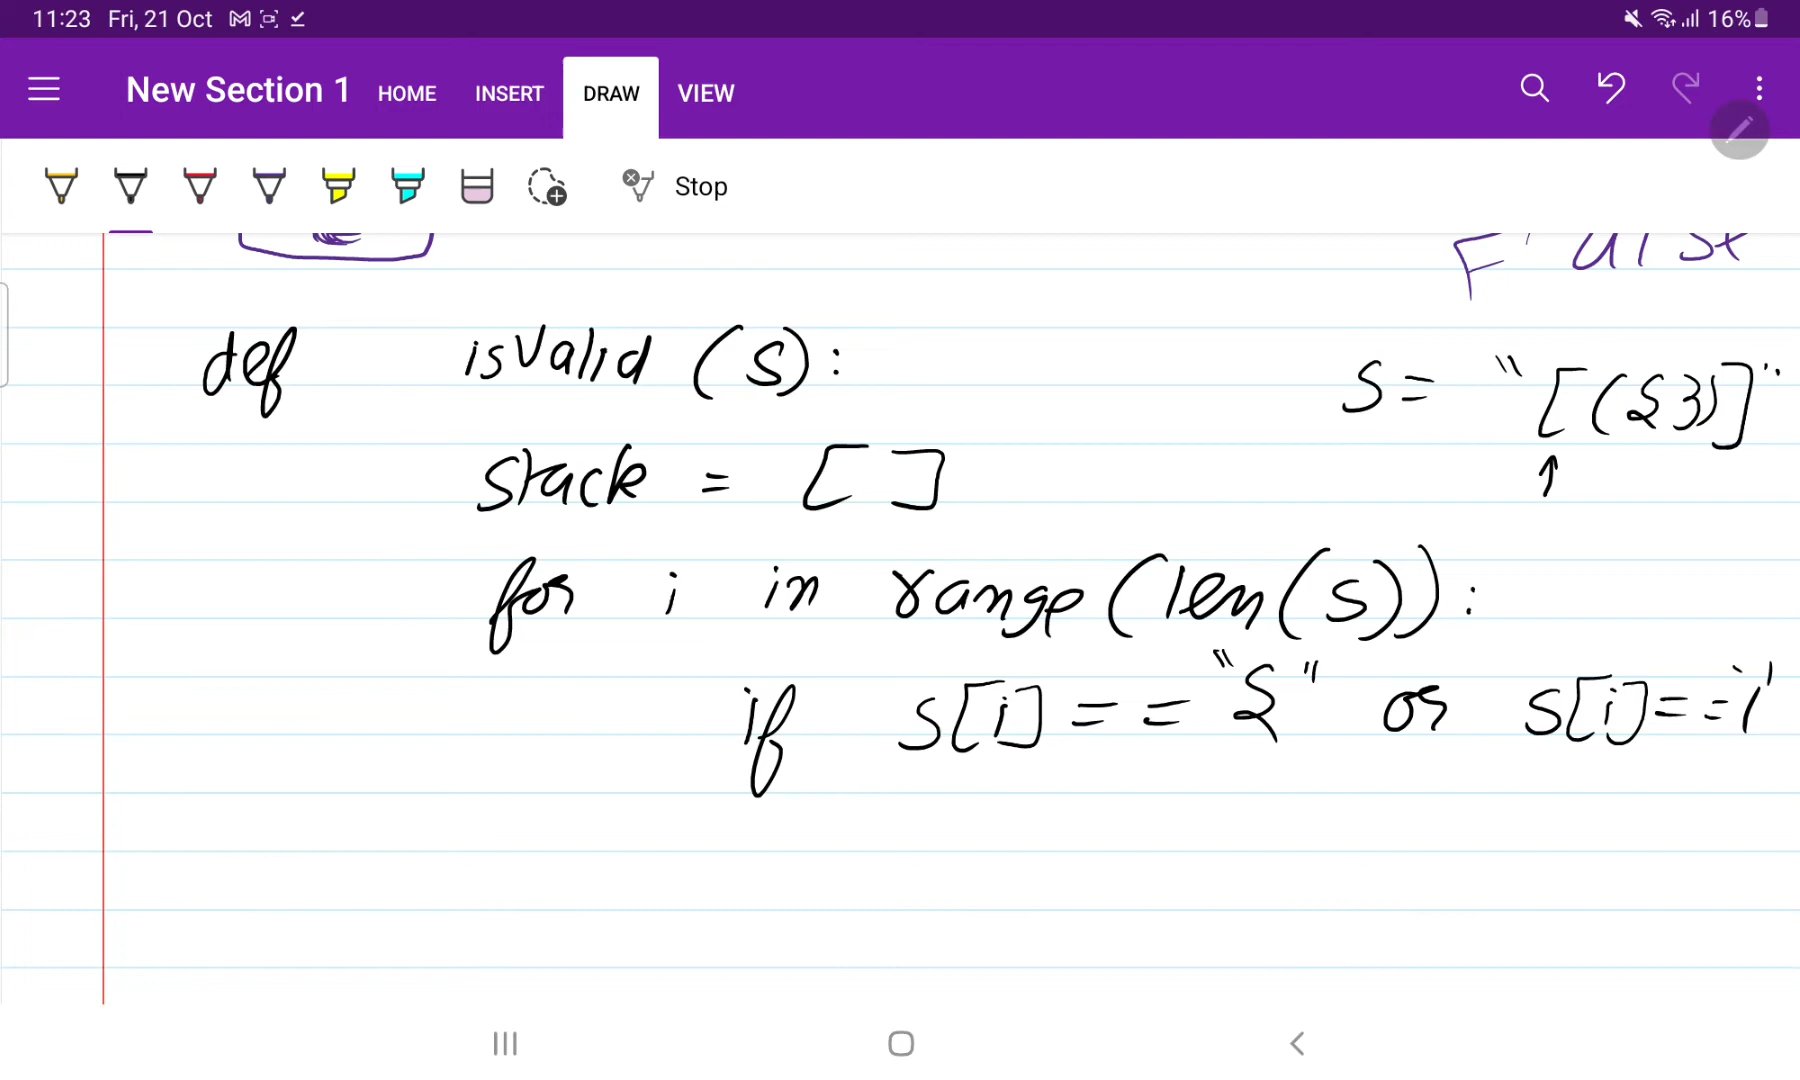 11:23 Fri, 21 Oct 16%
New Section 1 HOME INSERT DRAW VIEW
Stop
def isValid (s):
s = "[({})]"
stack = [ ]
for i in range(len(s)):
if s[i] == "{" or s[i]==